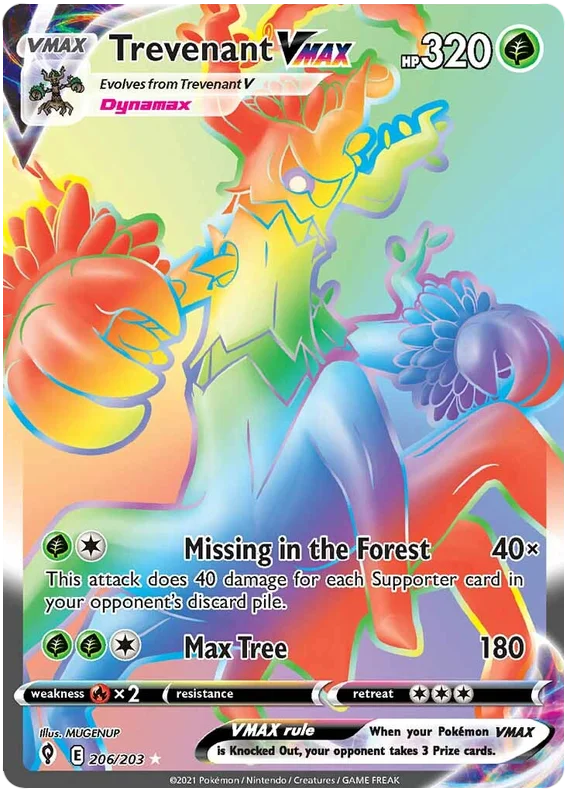 VMAX Trevenant VMAX HP 320
Evolves from Trevenant V
Dynamax
Missing in the Forest 40×
This attack does 40 damage for each Supporter card in
your opponent's discard pile.
Max Tree 180
weakness ×2 resistance retreat
Illus. MUGENUP
VMAX rule When your Pokémon VMAX
is Knocked Out, your opponent takes 3 Prize cards.
E 206/203
©2021 Pokémon / Nintendo / Creatures / GAME FREAK